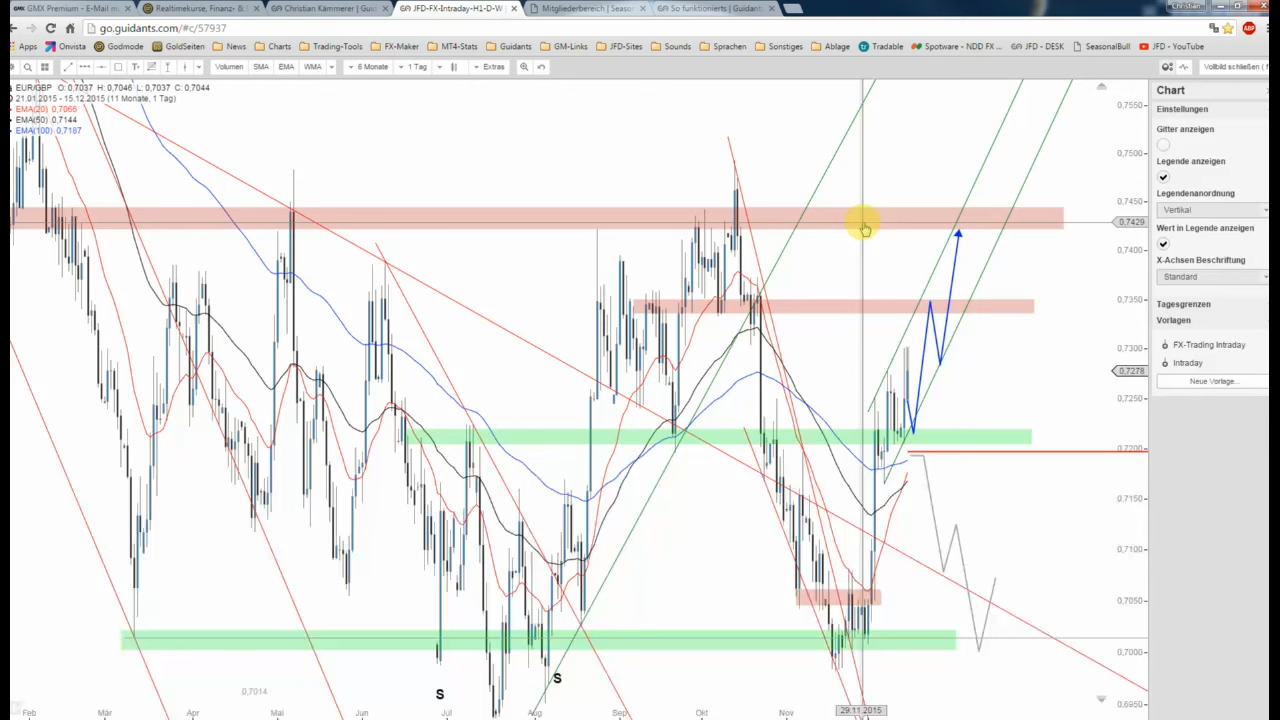 GMX Premium - E-Mail m
Realtimekurse, Finanz- & 
Christian Kämmerer | Guid
JFD-FX-Intraday-H1-D-W |
Mitgliederbereich | Seaso
So funktionierts | Guidant
Christian
go.guidants.com/#c/57937
Apps
Onvista
Godmode
GoldSeiten
News
Charts
Trading-Tools
FX-Maker
MT4-Stats
Guidants
GM-Links
JFD-Sites
Sounds
Sprachen
Sonstiges
Ablage
Tradable
Spotware - NDD FX ...
JFD - DESK
SeasonalBull
JFD - YouTube
Volumen
SMA
EMA
WMA
6 Monate
1 Tag
Extras
Vollbild schließen (
EUR/GBP O: 0,7037 H: 0,7046 L: 0,7037 C: 0,7044
21.01.2015 - 15.12.2015 (11 Monate, 1 Tag)
EMA(20) 0,7066
EMA(50) 0,7144
EMA(100) 0,7187
0,7550
0,7500
0,7450
0,7429
0,7400
0,7350
0,7300
0,7278
0,7250
0,7200
0,7150
0,7100
0,7050
0,7000
0,6950
0,7014
S
S
Feb
Mär
Apr
Mai
Jun
Jul
Aug
Sep
Okt
Nov
29.11.2015
Chart
Einstellungen
Gitter anzeigen
Legende anzeigen
Legendenanordnung
Vertikal
Wert in Legende anzeigen
X-Achsen Beschriftung
Standard
Tagesgrenzen
Vorlagen
FX-Trading Intraday
Intraday
Neue Vorlage...